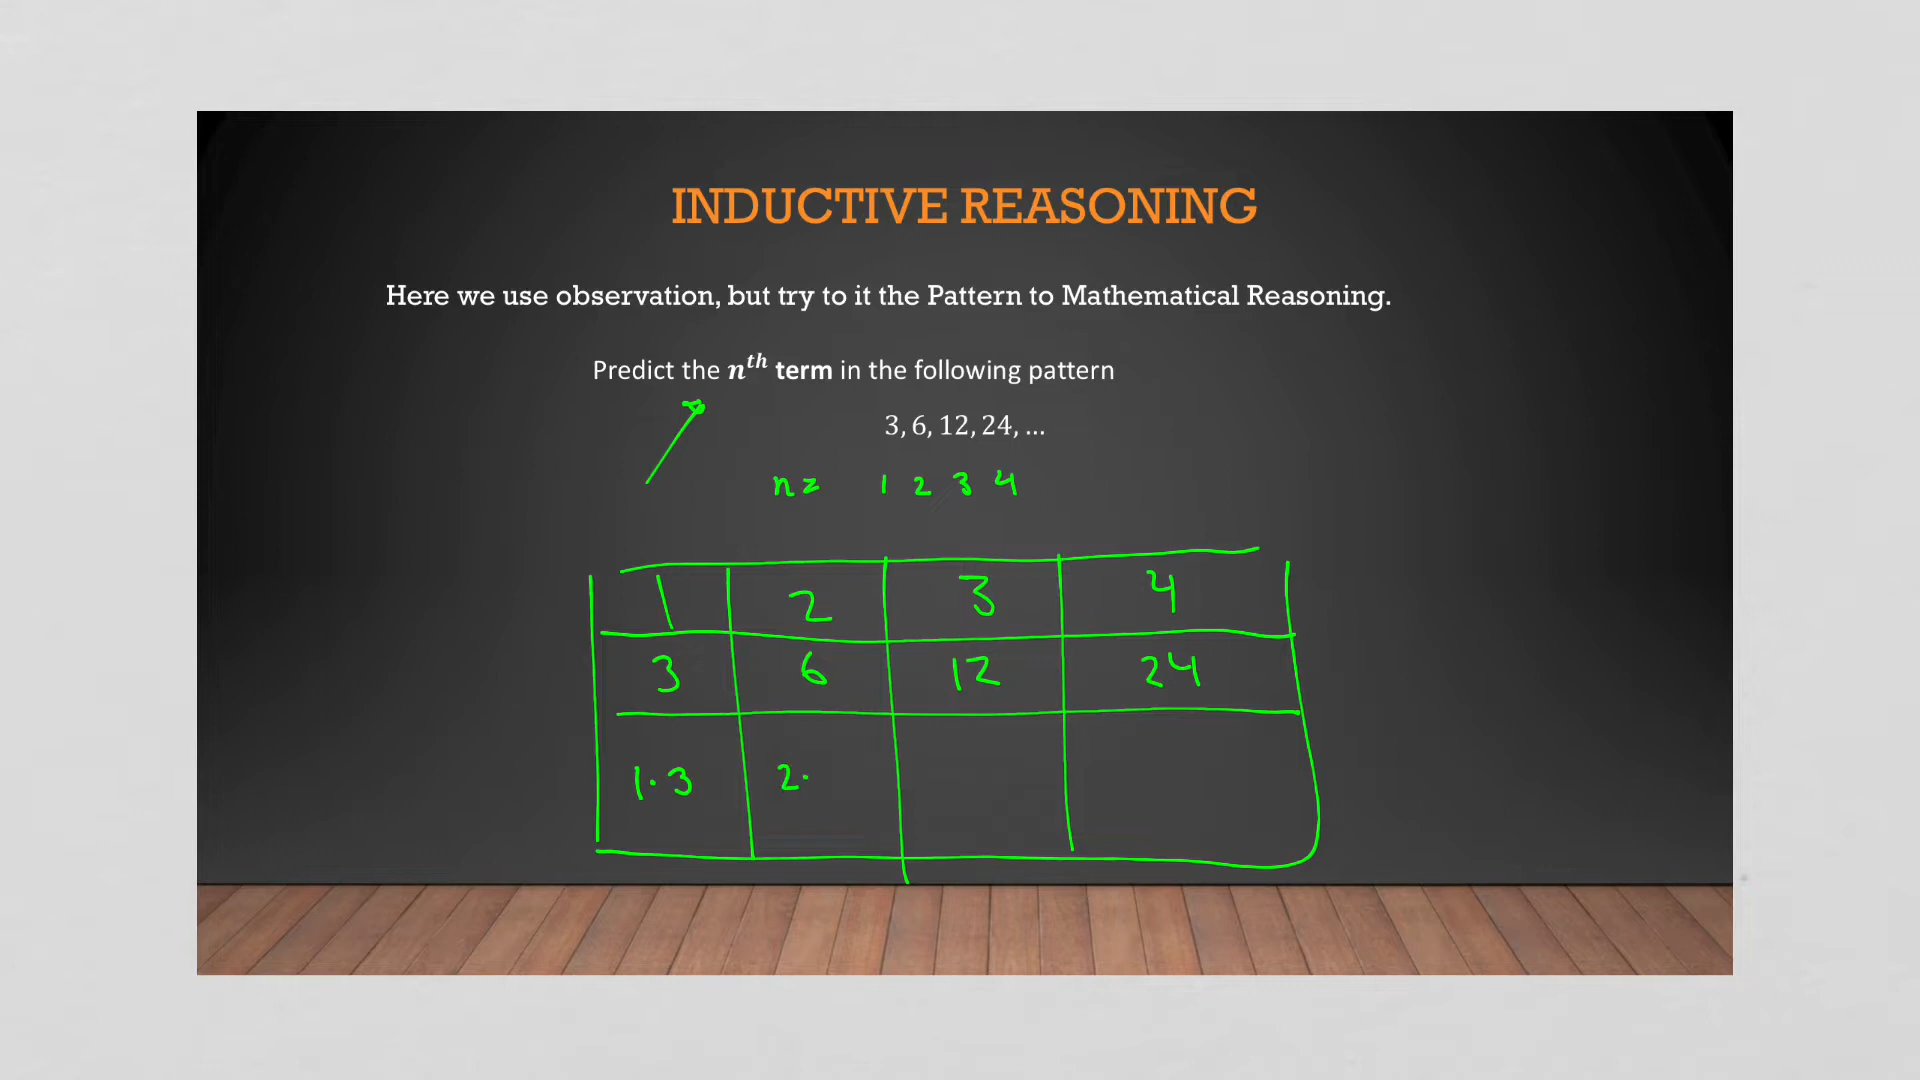 INDUCTIVE REASONING
Here we use observation, but try to it the Pattern to Mathematical Reasoning.
Predict the nᵗʰ term in the following pattern
3, 6, 12, 24, ...
n = 1 2 3 4
1 2 3 4
3 6 12 24
1·3 2·